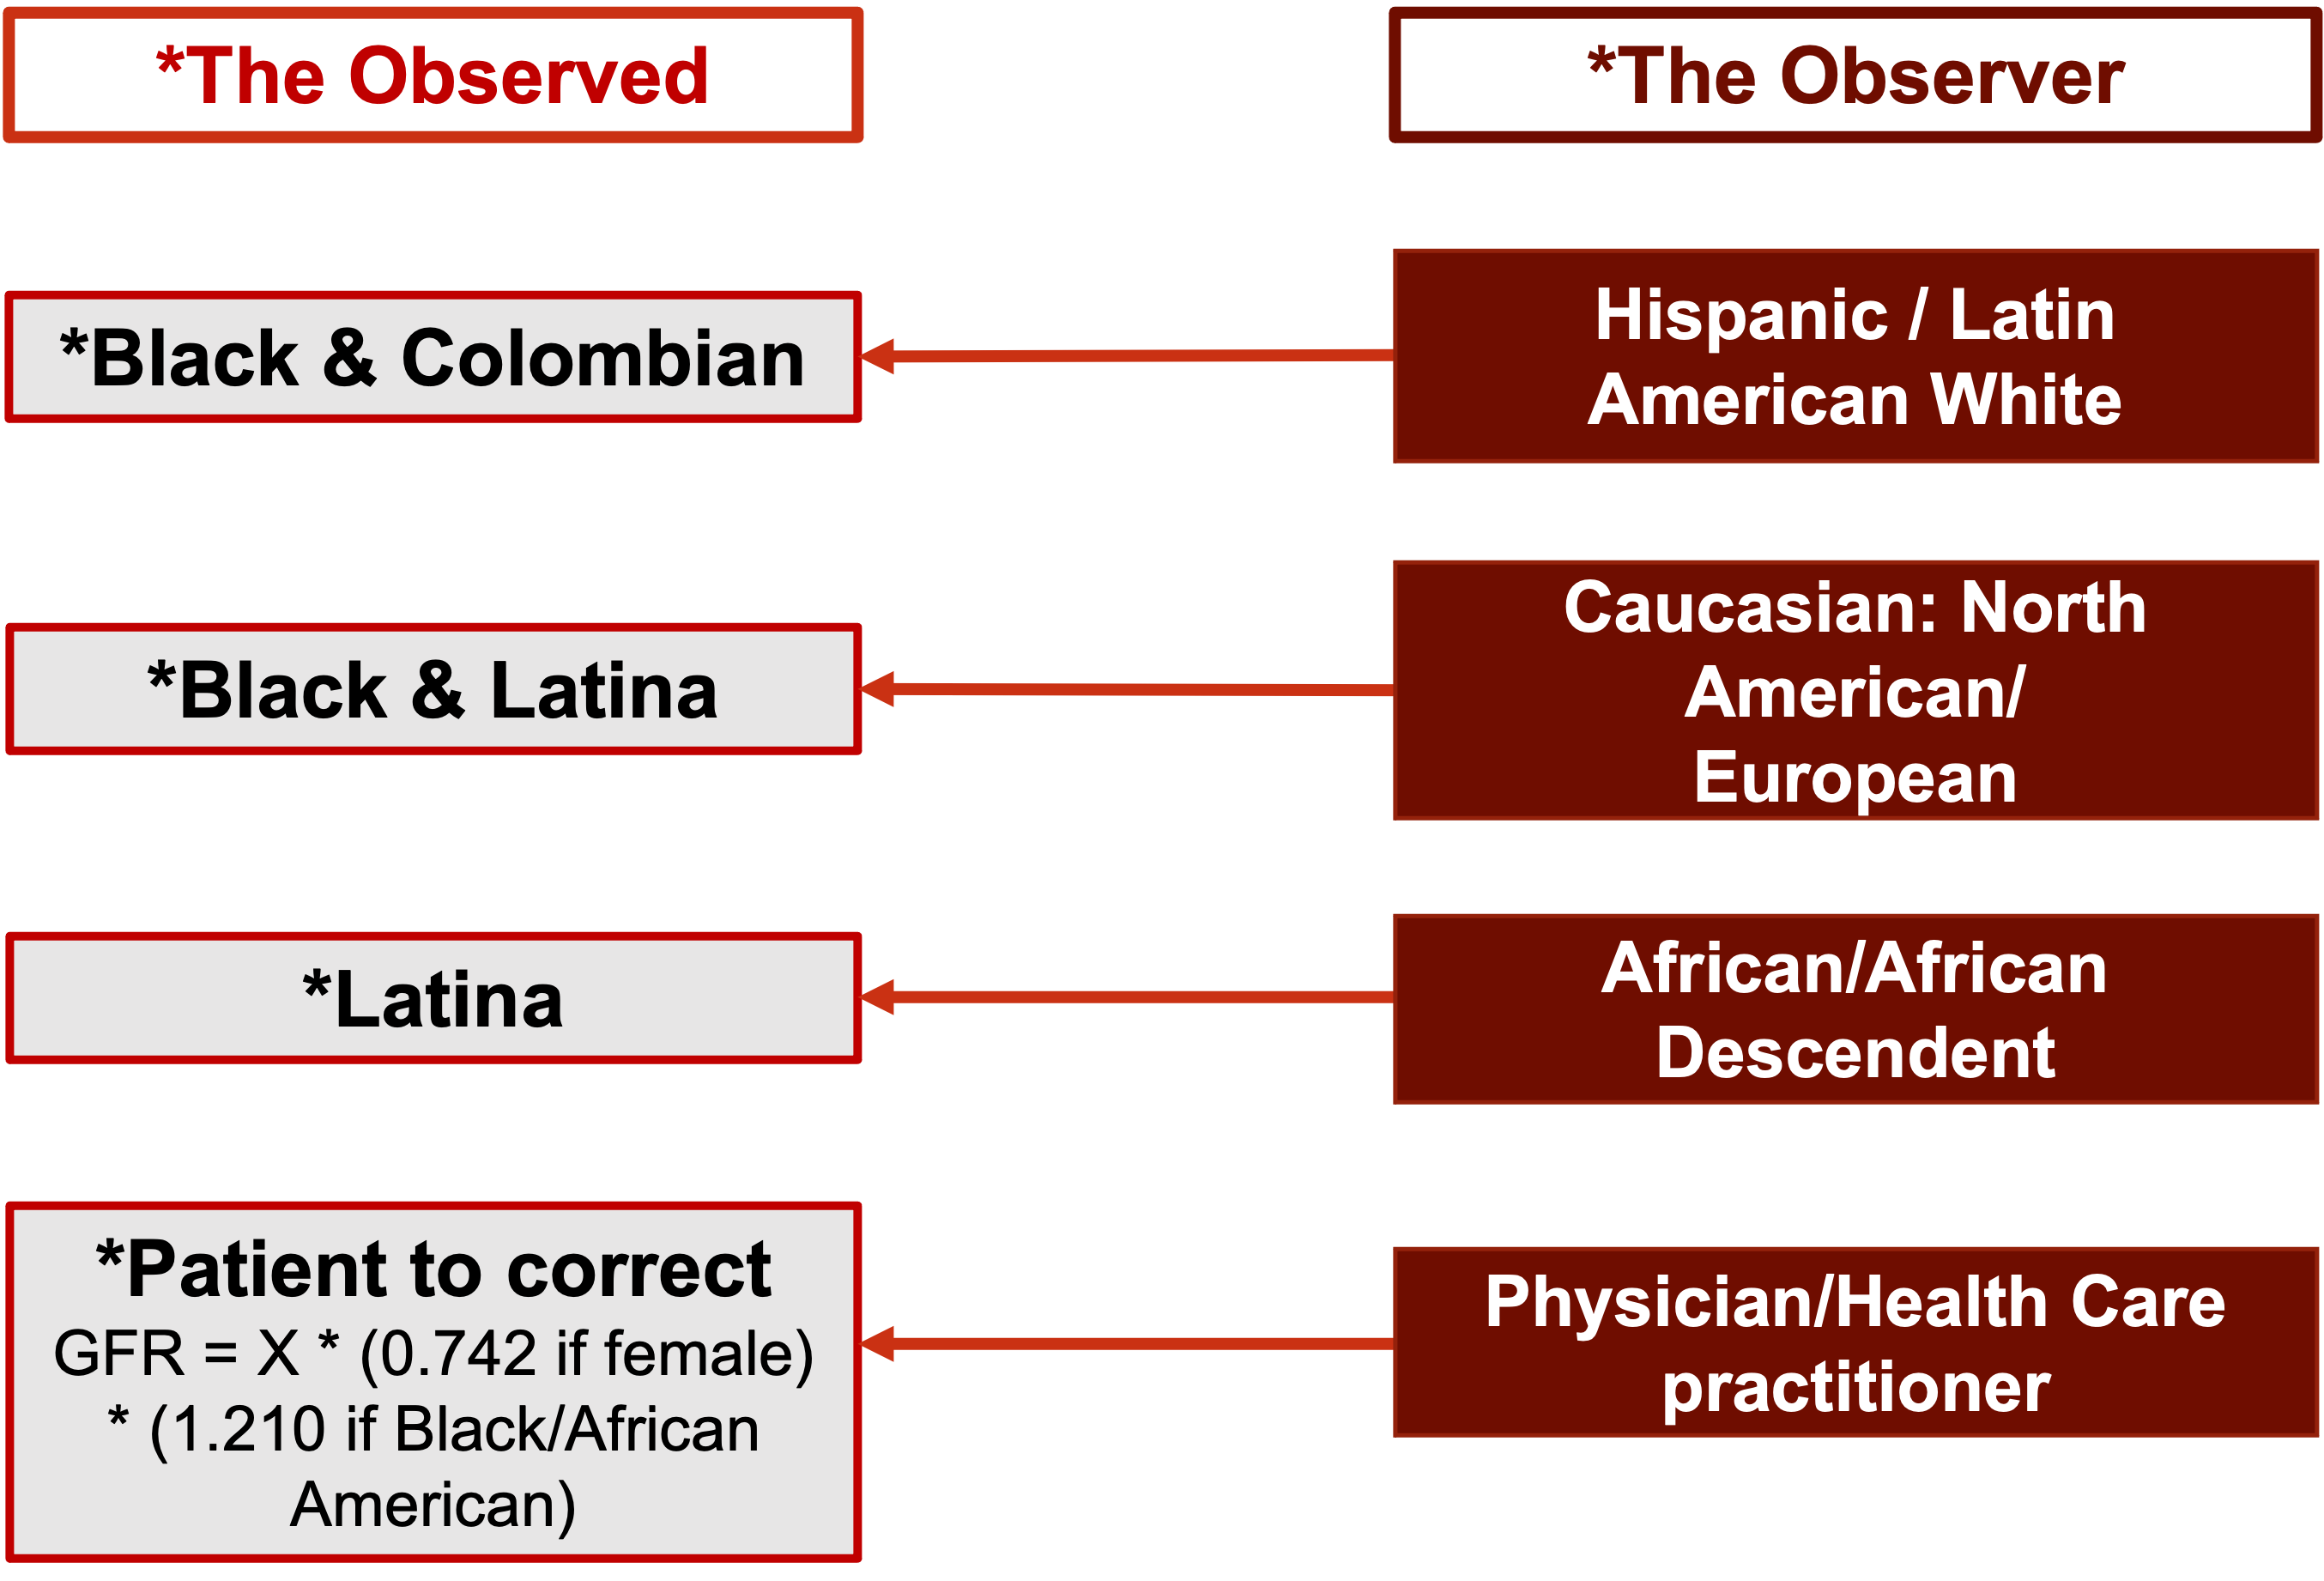 *The Observed
*The Observer
*Black & Colombian
Hispanic / Latin
American White
*Black & Latina
Caucasian: North
American/
European
*Latina
African/African
Descendent
*Patient to correct
GFR = X * (0.742 if female)
* (1.210 if Black/African
American)
Physician/Health Care
practitioner